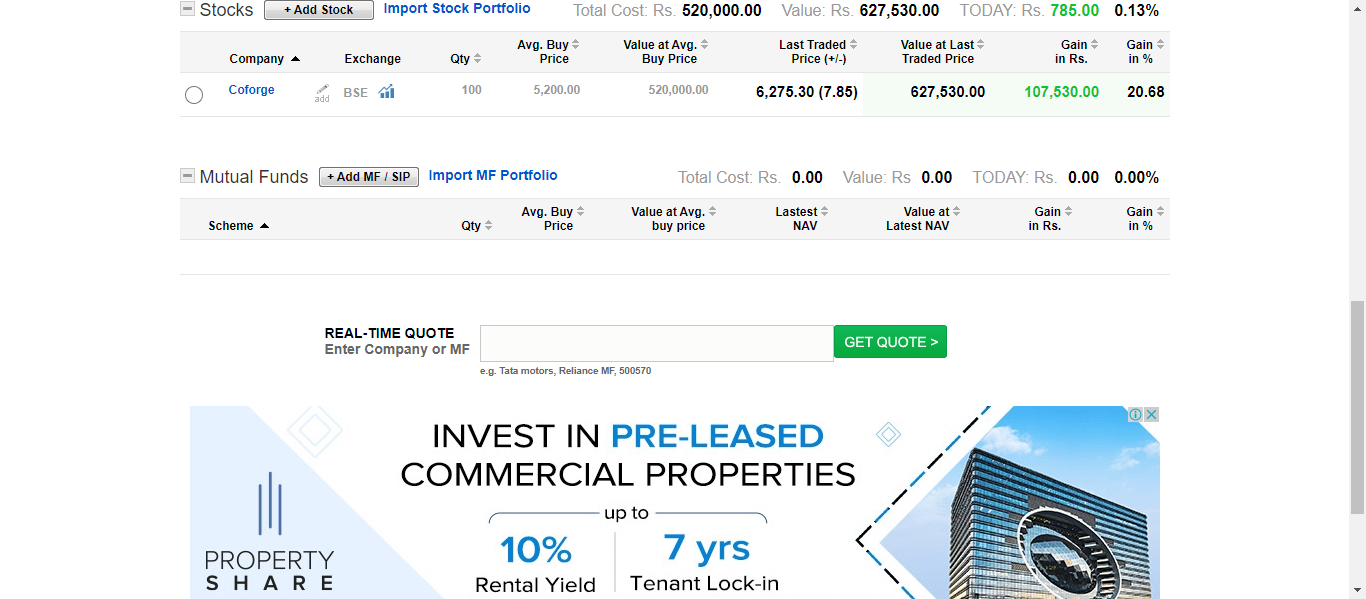 Stocks + Add Stock Import Stock Portfolio Total Cost: Rs. 520,000.00 Value: Rs. 627,530.00 TODAY: Rs. 785.00 0.13%
Avg. Buy Value at Avg. Last Traded Value at Last Gain Gain
Company Exchange Qty Price Buy Price Price (+/-) Traded Price in Rs. in %
Coforge add BSE 100 5,200.00 520,000.00 6,275.30 (7.85) 627,530.00 107,530.00 20.68
Mutual Funds + Add MF / SIP Import MF Portfolio Total Cost: Rs. 0.00 Value: Rs 0.00 TODAY: Rs. 0.00 0.00%
Avg. Buy Value at Avg. Lastest Value at Gain Gain
Scheme Qty Price buy price NAV Latest NAV in Rs. in %
REAL-TIME QUOTE
Enter Company or MF GET QUOTE >
e.g. Tata motors, Reliance MF, 500570
INVEST IN PRE-LEASED
COMMERCIAL PROPERTIES
up to
10% 7 yrs
Rental Yield Tenant Lock-in
PROPERTY
SHARE